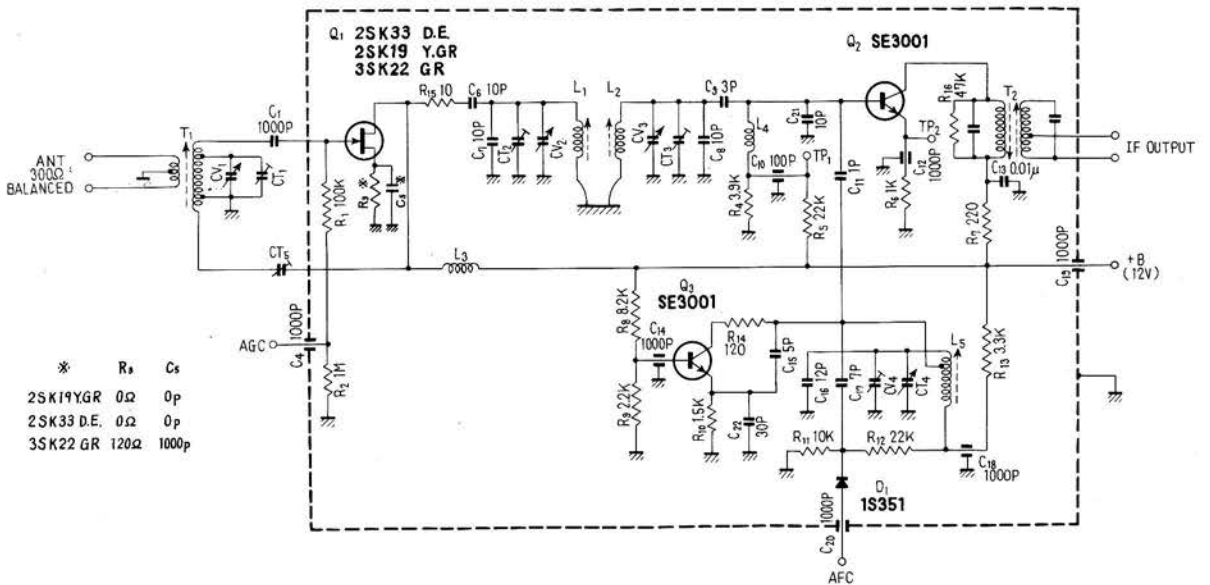 Q1 2SK33 D.E.
2SK19 Y.GR
3SK22 GR
Q2 SE3001
R15 10
C6 10P
L1
L2
C9 3P
R16 47K
T2
C1
1000P
T1
ANT
300Ω
BALANCED
CV1
CT1
R1 100K
R3 ※
C5 ※
C7 10P
CT2
CV2
CV3
CT3
C8 10P
L4
C21
10P
C10 100P
TP1
R4 3.9K
R5 22K
C11 1P
TP2
C12
1000P
R6 1K
C13 0.01μ
IF OUTPUT
R7 220
CT5
L3
C19 1000P
+B
(12V)
AGC
C4
1000P
R2 1M
R8 8.2K
Q3
SE3001
C14
1000P
R14
120
C15 5P
L5
R13 3.3K
R9 2.2K
R10 1.5K
C22
30P
C16 12P
C17 7P
CV4
CT4
R11 10K
R12 22K
C18
1000P
D1
1S351
C20 1000P
AFC
※ R3 C5
2SK19Y.GR 0Ω 0p
2SK33 D.E. 0Ω 0p
3SK22 GR 120Ω 1000p